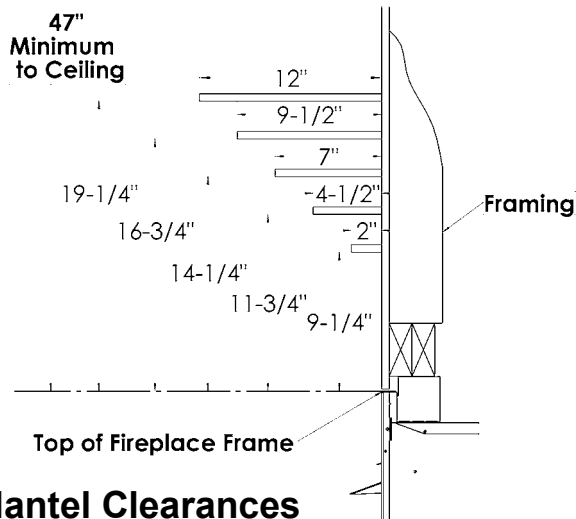 47"
Minimum
to Ceiling
12"
9-1/2"
7"
4-1/2"
2"
19-1/4"
16-3/4"
14-1/4"
11-3/4"
9-1/4"
Framing
Top of Fireplace Frame
Clearances